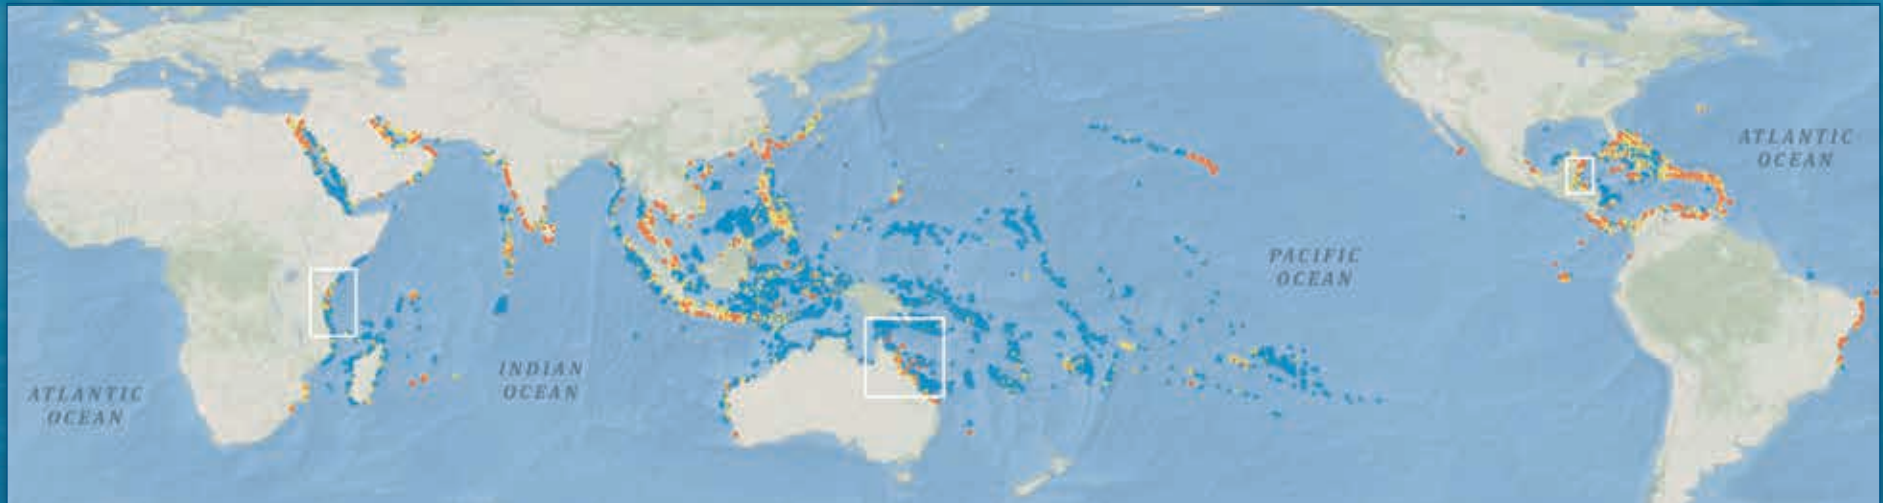 ATLANTIC
OCEAN
PACIFIC
OCEAN
INDIAN
OCEAN
ATLANTIC
OCEAN